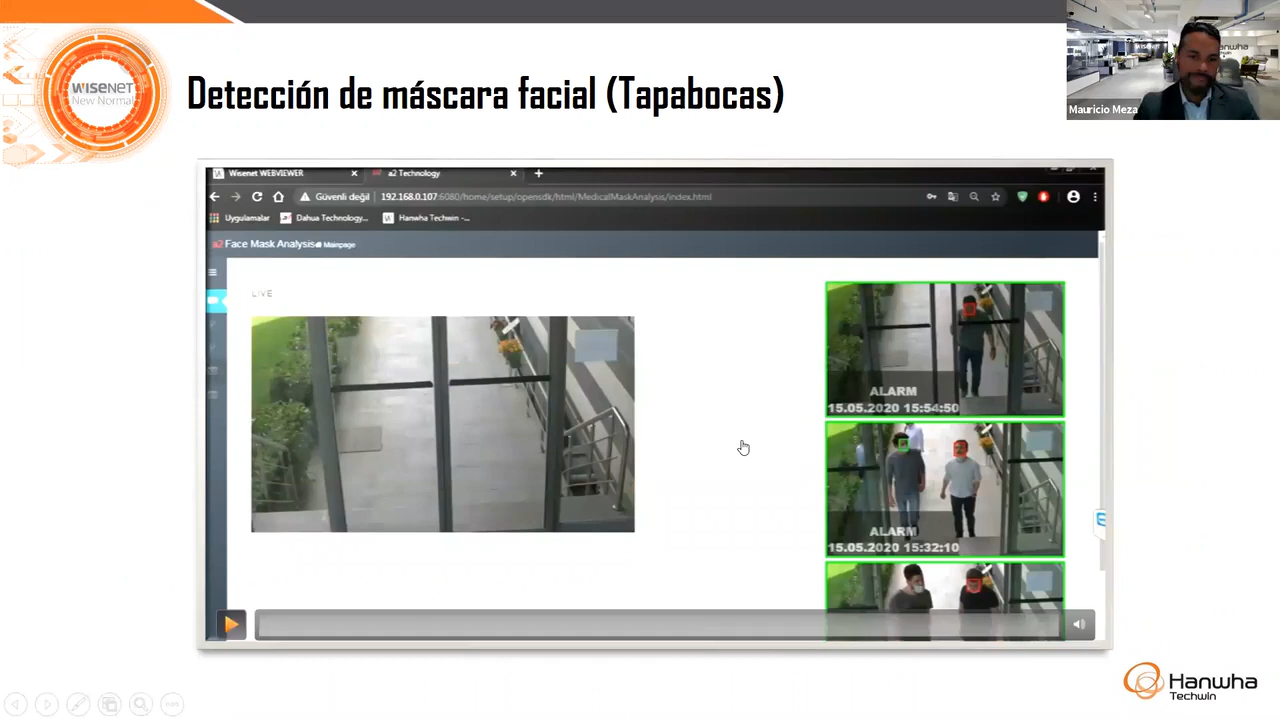 WISENET
New Normal
Detección de máscara facial (Tapabocas)
Mauricio Meza
Wisenet WEBVIEWER
a2 Technology
Güvenli değil
192.168.0.107:6080/home/setup/opensdk/html/MedicalMaskAnalysis/index.html
Uygulamalar
Dahua Technology...
Hanwha Techwin -...
a2 Face Mask Analysis
Mainpage
LIVE
ALARM
15.05.2020 15:54:50
ALARM
15.05.2020 15:32:10
Hanwha
Techwin